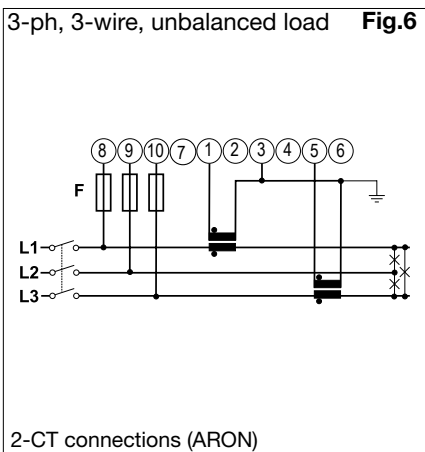 3-ph, 3-wire, unbalanced load Fig.6
8 9 10 7 1 2 3 4 5 6
F
L1
L2
L3
2-CT connections (ARON)